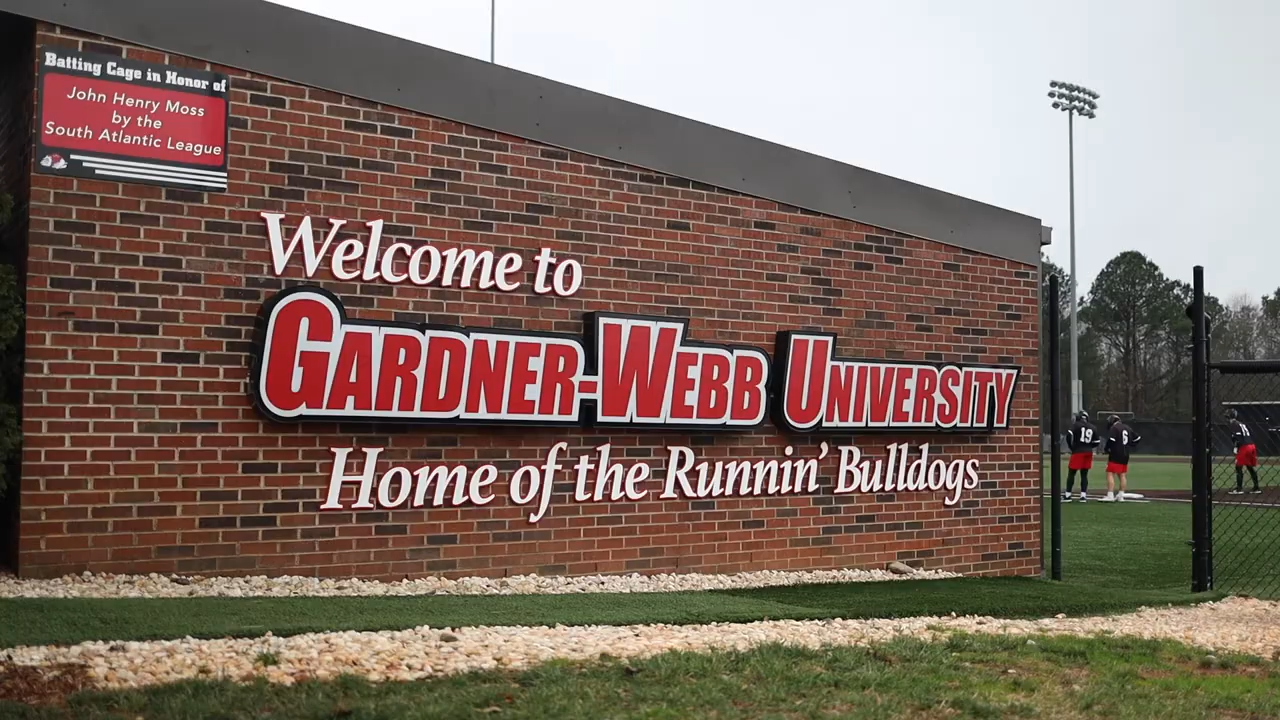 Batting Cage in Honor of
John Henry Moss
by the
South Atlantic League
Welcome to
GARDNER-WEBB UNIVERSITY
Home of the Runnin' Bulldogs
19
6